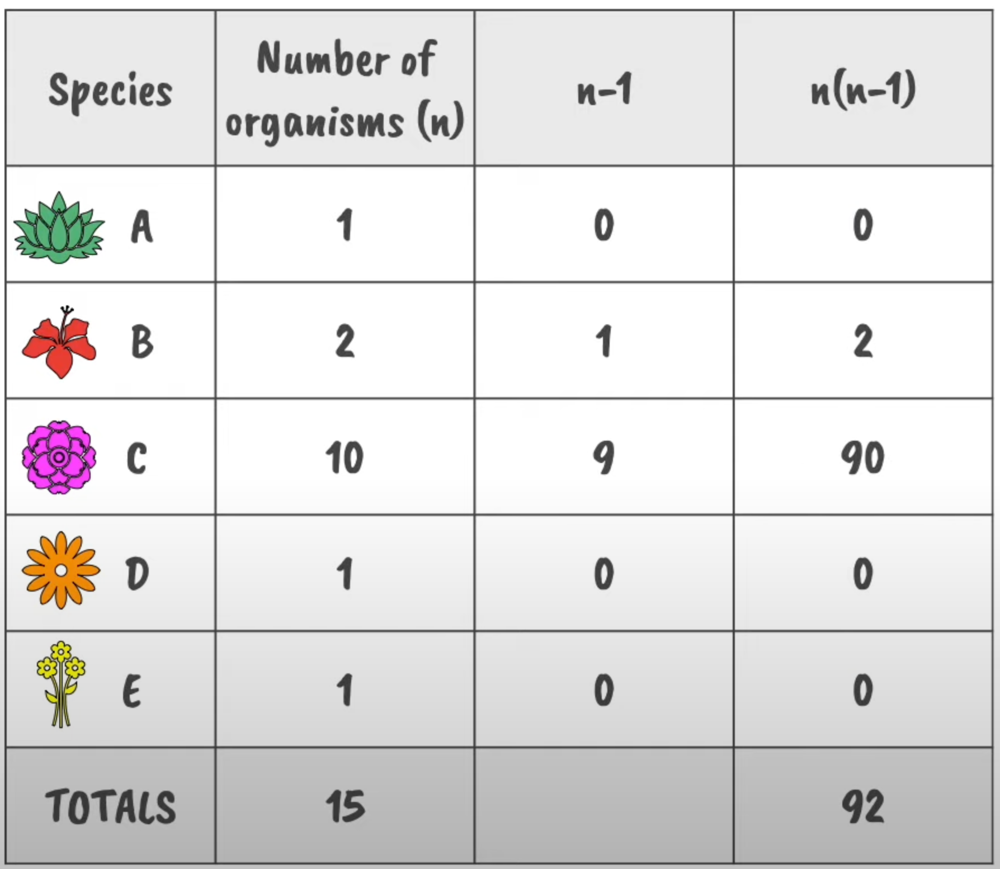 Species
Number of
organisms (n)
n-1
n(n-1)
A 1 0 0
B 2 1 2
C 10 9 90
D 1 0 0
E 1 0 0
TOTALS 15 92